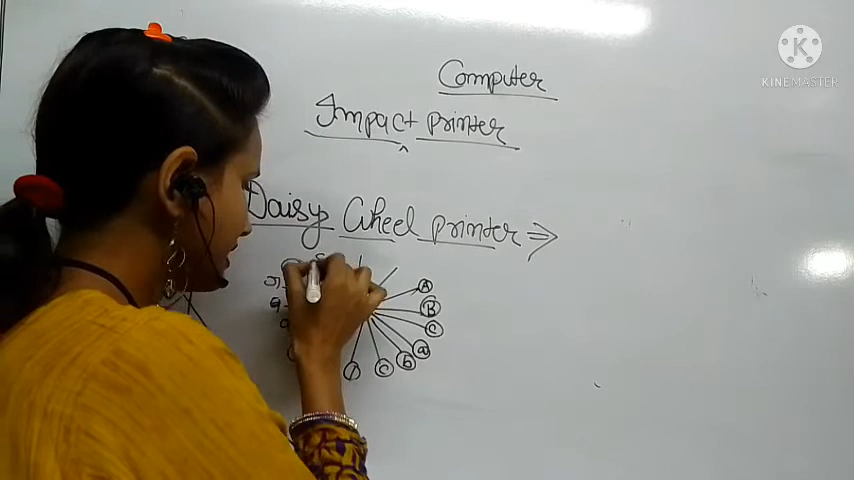 Computer
Impact printer
Daisy Wheel printer ⇒
A
B
C
a
b
c
K
KINEMASTER